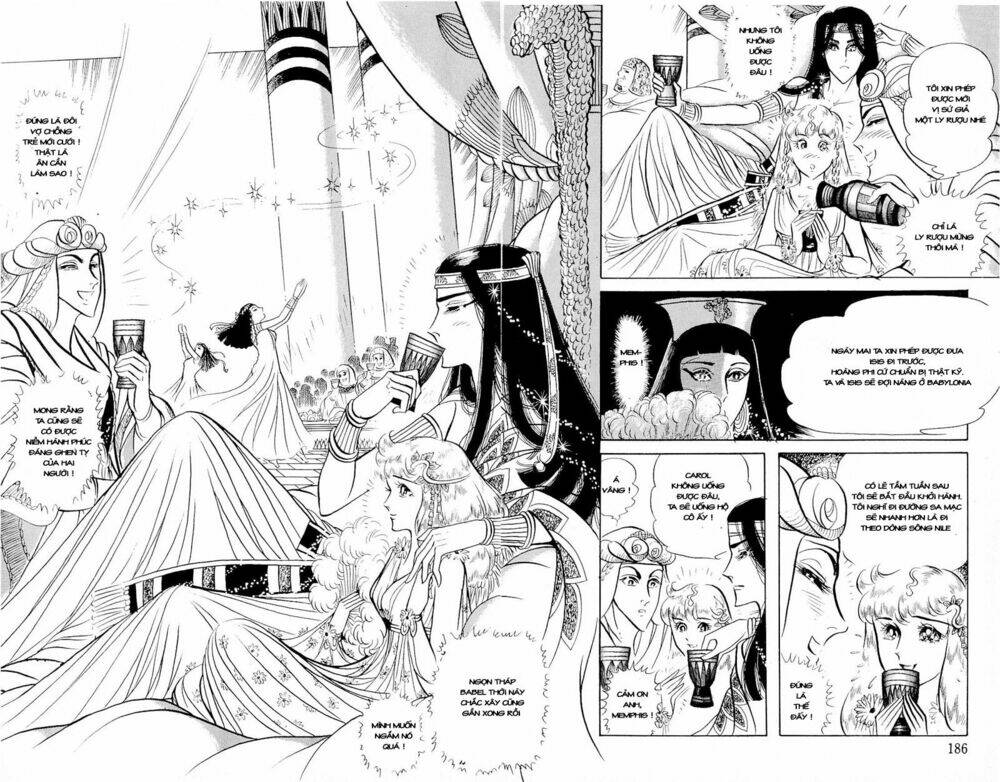 NHƯNG TÔI
KHÔNG
UỐNG
ĐƯỢC
ĐÂU !
TÔI XIN PHÉP
ĐƯỢC MỜI
VỊ SỨ GIẢ
MỘT LY RƯỢU NHÉ
CHỈ LÀ
LY RƯỢU MỪNG
THÔI MÀ !
MEM-
PHIS !
NGÀY MAI TA XIN PHÉP ĐƯỢC ĐƯA
ISIS ĐI TRƯỚC,
HOÀNG PHI CỨ CHUẨN BỊ THẬT KỸ.
TA VÀ ISIS SẼ ĐỢI NÀNG Ở BABYLONIA
CÓ LẼ TẦM TUẦN SAU
TÔI SẼ BẮT ĐẦU KHỞI HÀNH.
TÔI NGHĨ ĐI ĐƯỜNG SA MẠC
SẼ NHANH HƠN LÀ ĐI
THEO DÒNG SÔNG NILE
ĐÚNG
LÀ
THẾ
ĐẤY !
CAROL
KHÔNG UỐNG
ĐƯỢC ĐÂU,
TA SẼ UỐNG HỘ
CÔ ẤY !
À
VÂNG !
CẢM ƠN
ANH,
MEMPHIS !
ĐÚNG LÀ ĐÔI
VỢ CHỒNG
TRẺ MỚI CƯỚI !
THẬT LÀ
ÂN CẦN
LÀM SAO !
MONG RẰNG
TA CŨNG SẼ
CÓ ĐƯỢC
NIỀM HẠNH PHÚC
ĐÁNG GHEN TỴ
CỦA HAI
NGƯỜI !
NGỌN THÁP
BABEL THỜI NÀY
CHẮC XÂY CŨNG
GẦN XONG RỒI
MÌNH MUỐN
NGẮM NÓ
QUÁ !
186